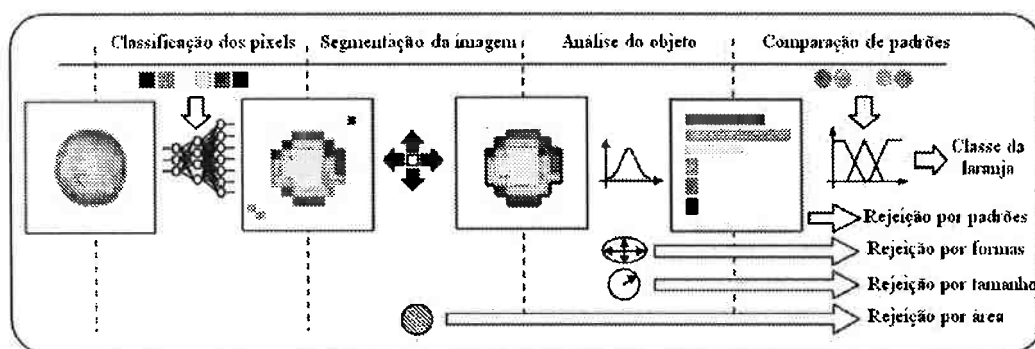 Classificação dos pixels
Segmentação da imagem
Análise do objeto
Comparação de padrões
Classe da
laranja
Rejeição por padrões
Rejeição por formas
Rejeição por tamanho
Rejeição por área